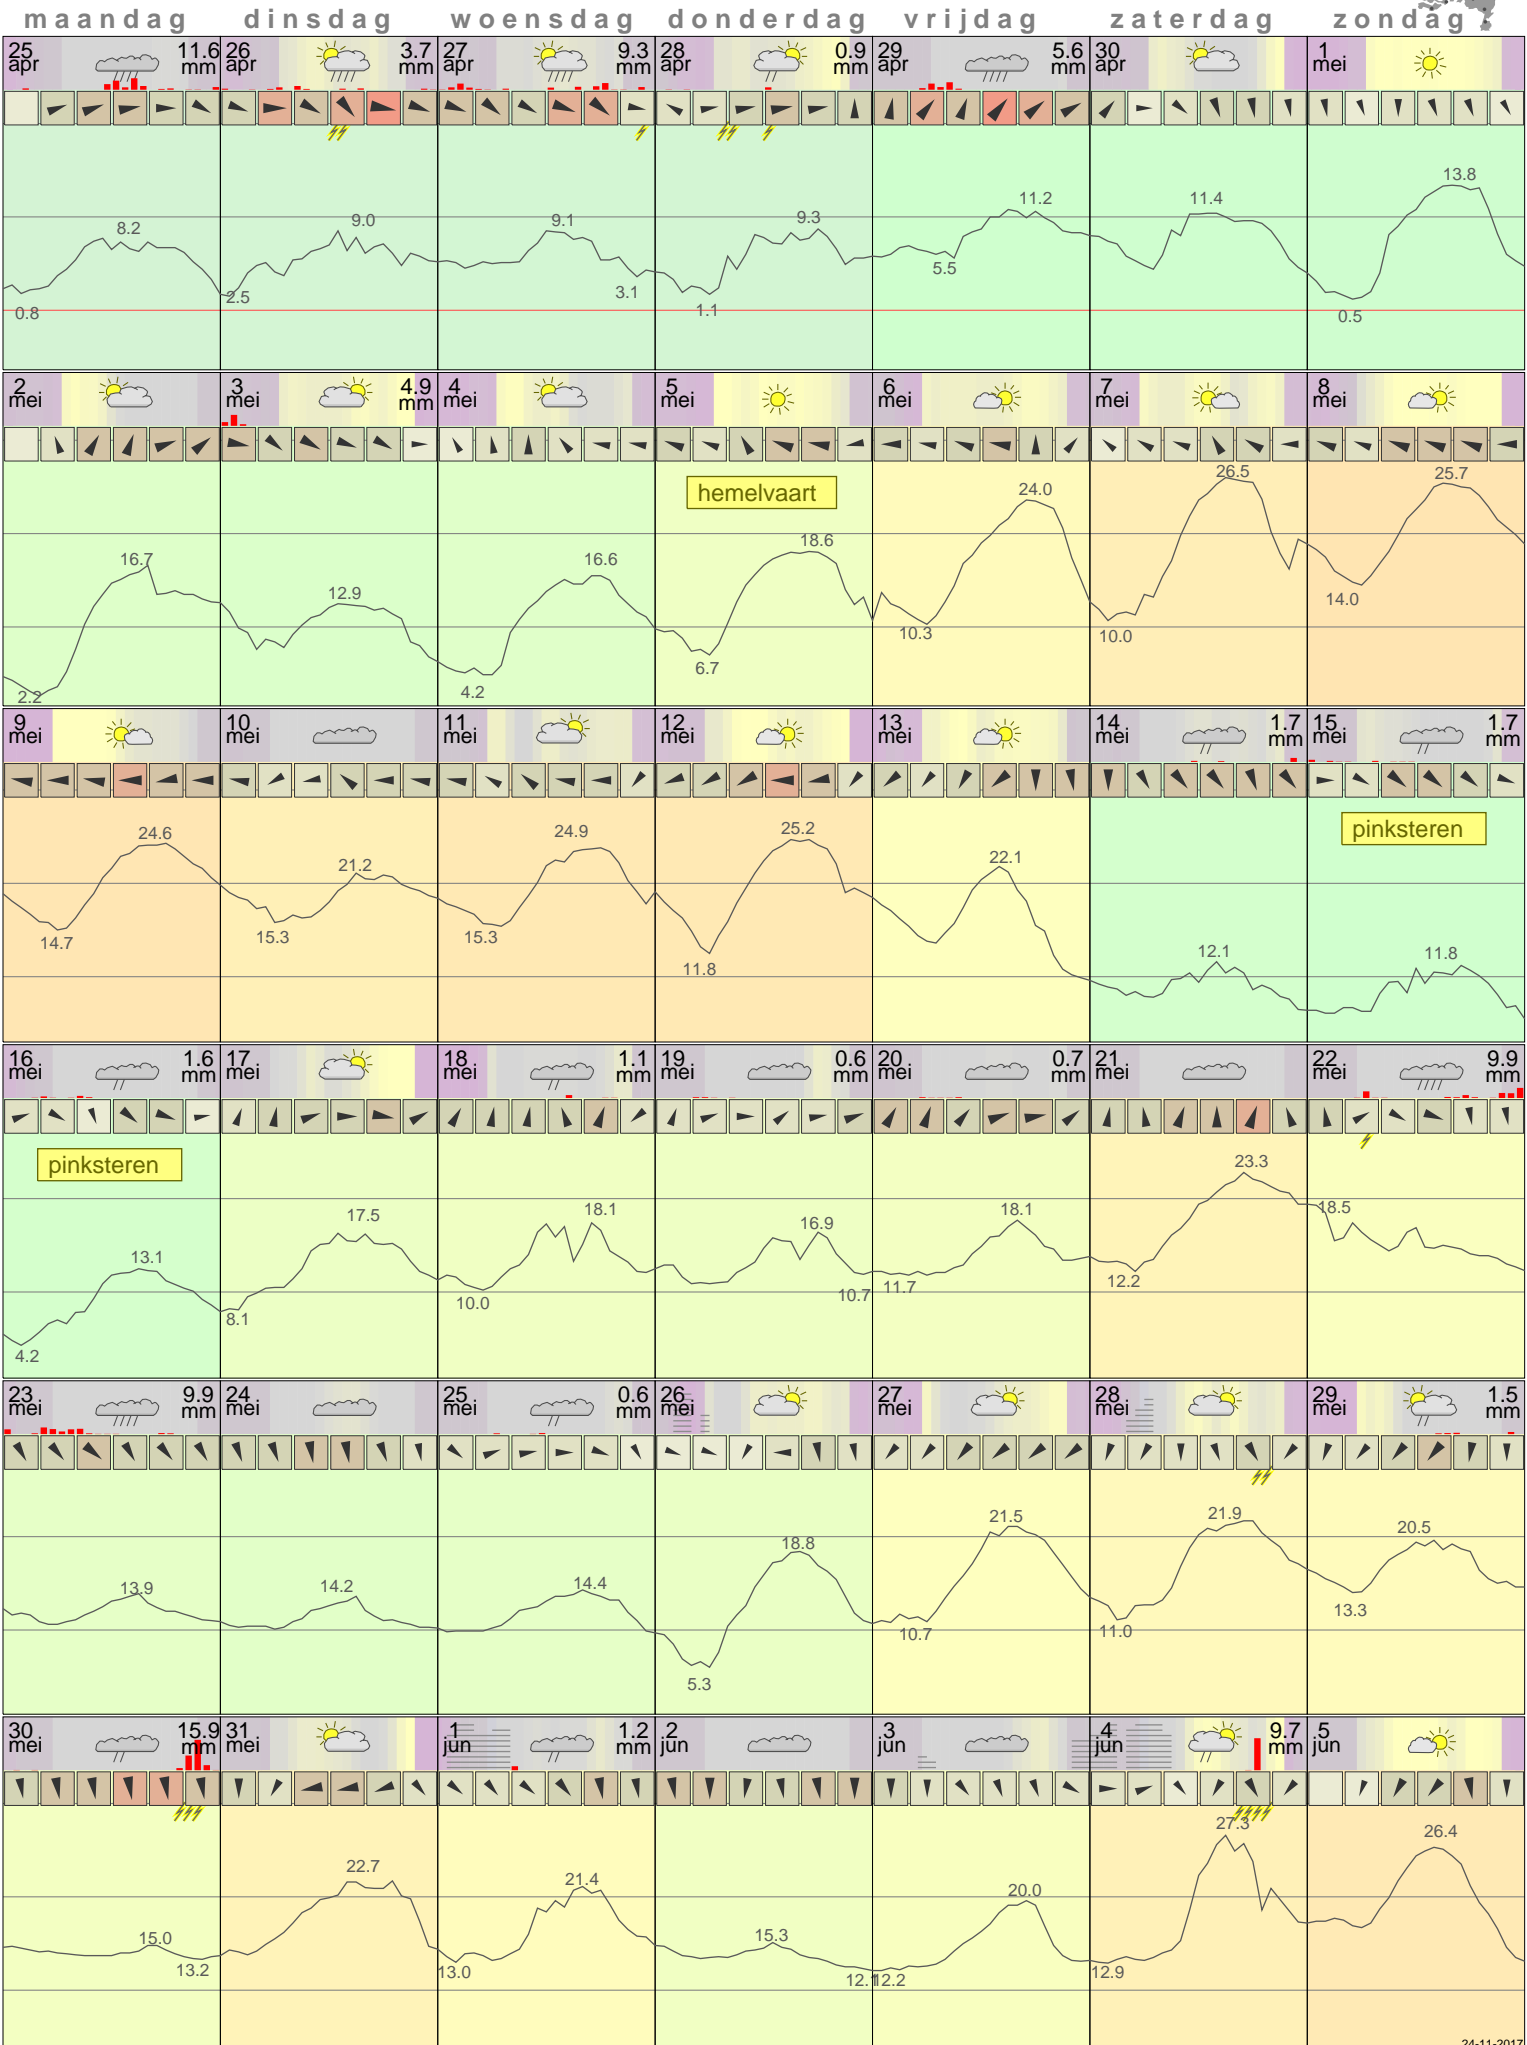 maandag dinsdag woensdag donderdag vrijdag zaterdag zondag
25 11.6 26 3.7 27 9.3 28 0.9 29 5.6 30 1
apr mm apr mm apr mm apr mm apr mm apr mei
13.8
11.2 11.4
8.2 9.0 9.1 9.3
5.5
0.8 2.5 3.1 1.1 0.5
2 3 4.9 4 5 6 7 8
mei mei mm mei mei mei mei mei
26.5 25.7
hemelvaart 24.0
16.7 12.9 16.6 18.6
14.0
2.2 4.2 6.7 10.3 10.0
9 10 11 12 13 14 1.7 15 1.7
mei mei mei mei mei mei mm mei mm
pinksteren
24.6 21.2 24.9 25.2 22.1
14.7 15.3 15.3 11.8 12.1 11.8
16 1.6 17 18 1.1 19 0.6 20 0.7 21 22 9.9
mei mm mei mei mm mei mm mei mm mei mei mm
pinksteren 23.3
13.1 17.5 18.1 16.9 18.1 18.5
4.2 8.1 10.0 10.7 11.7 12.2
23 9.9 24 25 0.6 26 27 28 29 1.5
mei mm mei mei mm mei mei mei mei mm
21.5 21.9 20.5
13.9 14.2 14.4 18.8
5.3 10.7 11.0 13.3
30 15.9 31 1 1.2 2 3 4 9.7 5
mei mm mei jun mm jun jun jun mm jun
27.3 26.4
22.7 21.4 20.0
15.0 15.3
13.2 13.0 12.1 12.2 12.9
24-11-2017